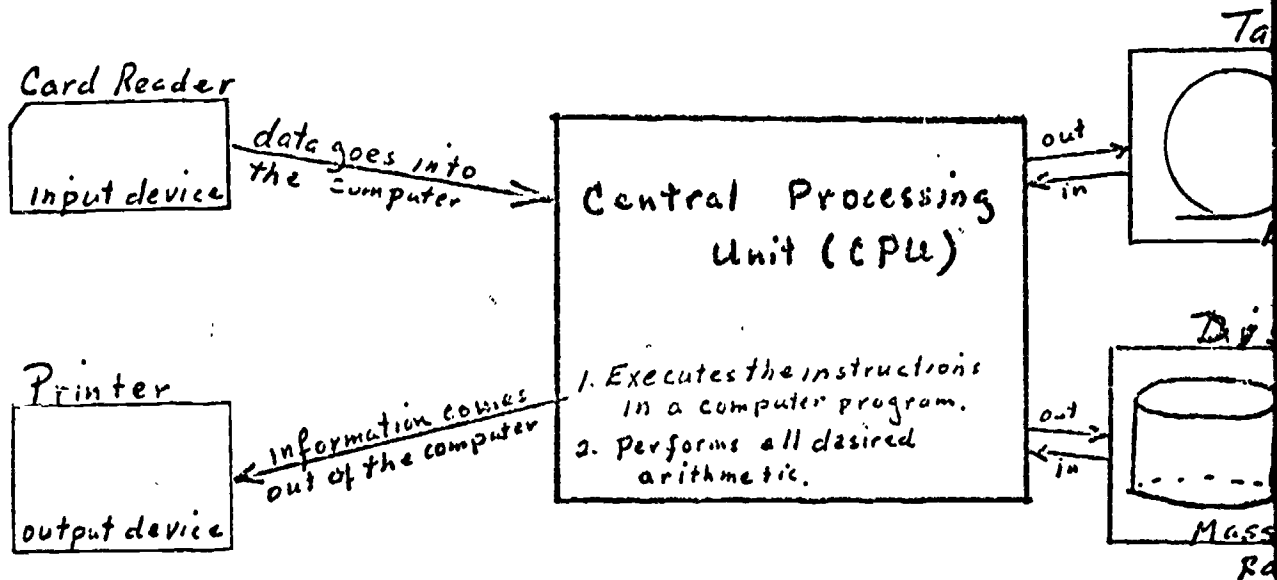 Card Reader
input device
data goes into
the computer
Central Processing
Unit (CPU)
1. Executes the instructions
in a computer program.
2. Performs all desired
arithmetic.
Printer
output device
information comes
out of the computer
out
in
out
in
Mass